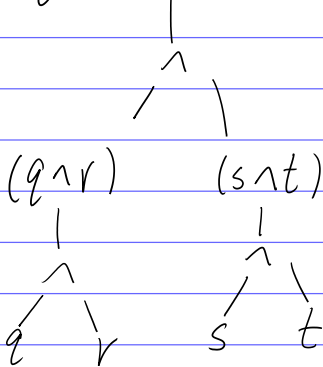 ∧
(q∧r) (s∧t)
∧ ∧
q r s t